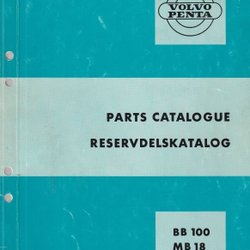 VOLVO
PENTA
PARTS CATALOGUE
RESERVDELSKATALOG
BB 100
MB 18